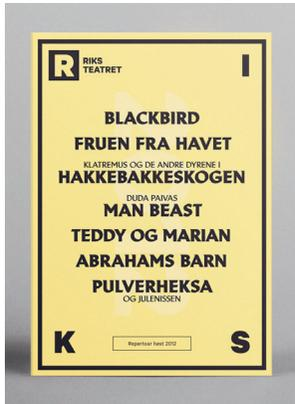 R RIKS
TEATRET
I
BLACKBIRD
FRUEN FRA HAVET
KLATREMUS OG DE ANDRE DYRENE I
HAKKEBAKKESKOGEN
DUDA PAIVAS
MAN BEAST
TEDDY OG MARIAN
ABRAHAMS BARN
PULVERHEKSA
OG JULENISSEN
K
Repertoar høst 2012
S